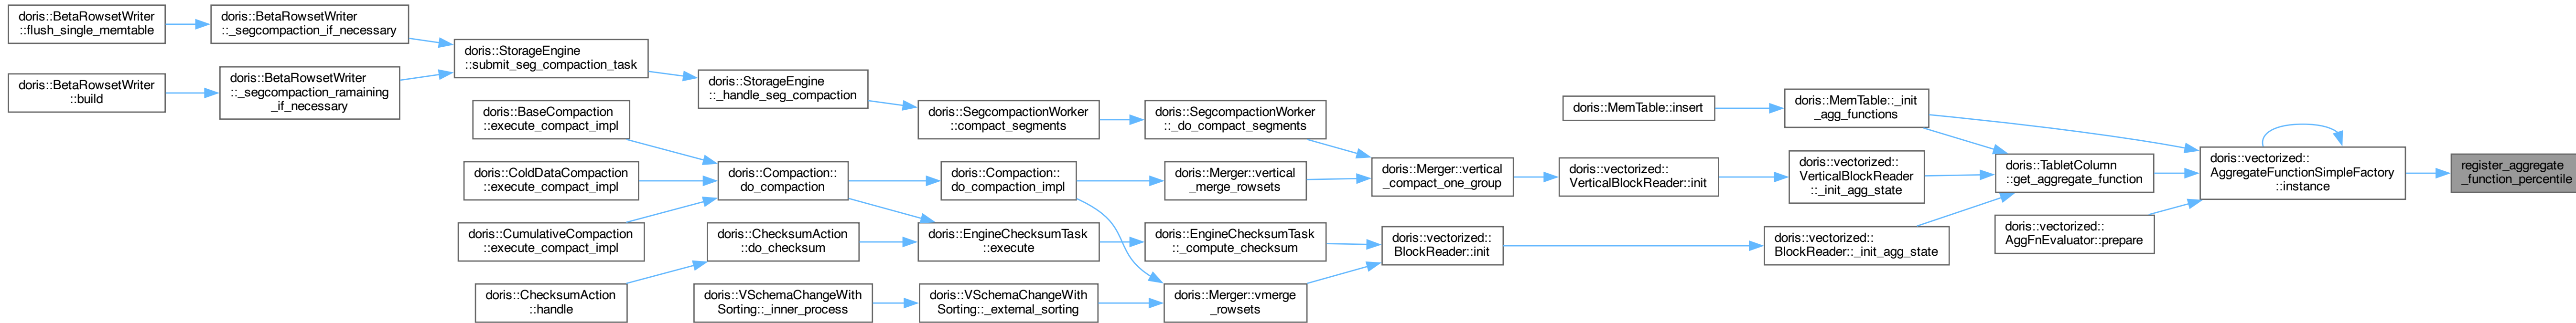 doris::BetaRowsetWriter
::flush_single_memtable
doris::BetaRowsetWriter
::_segcompaction_if_necessary
doris::BetaRowsetWriter
::build
doris::BetaRowsetWriter
::_segcompaction_ramaining
_if_necessary
doris::StorageEngine
::submit_seg_compaction_task
doris::StorageEngine
::_handle_seg_compaction
doris::BaseCompaction
::execute_compact_impl
doris::ColdDataCompaction
::execute_compact_impl
doris::CumulativeCompaction
::execute_compact_impl
doris::ChecksumAction
::handle
doris::Compaction::
do_compaction
doris::ChecksumAction
::do_checksum
doris::VSchemaChangeWith
Sorting::_inner_process
doris::SegcompactionWorker
::compact_segments
doris::Compaction::
do_compaction_impl
doris::EngineChecksumTask
::execute
doris::VSchemaChangeWith
Sorting::_external_sorting
doris::SegcompactionWorker
::_do_compact_segments
doris::Merger::vertical
_merge_rowsets
doris::EngineChecksumTask
::_compute_checksum
doris::Merger::vmerge
_rowsets
doris::Merger::vertical
_compact_one_group
doris::vectorized::
BlockReader::init
doris::MemTable::insert
doris::vectorized::
VerticalBlockReader::init
doris::MemTable::_init
_agg_functions
doris::vectorized::
VerticalBlockReader
::_init_agg_state
doris::vectorized::
BlockReader::_init_agg_state
doris::TabletColumn
::get_aggregate_function
doris::vectorized::
AggFnEvaluator::prepare
doris::vectorized::
AggregateFunctionSimpleFactory
::instance
register_aggregate
_function_percentile